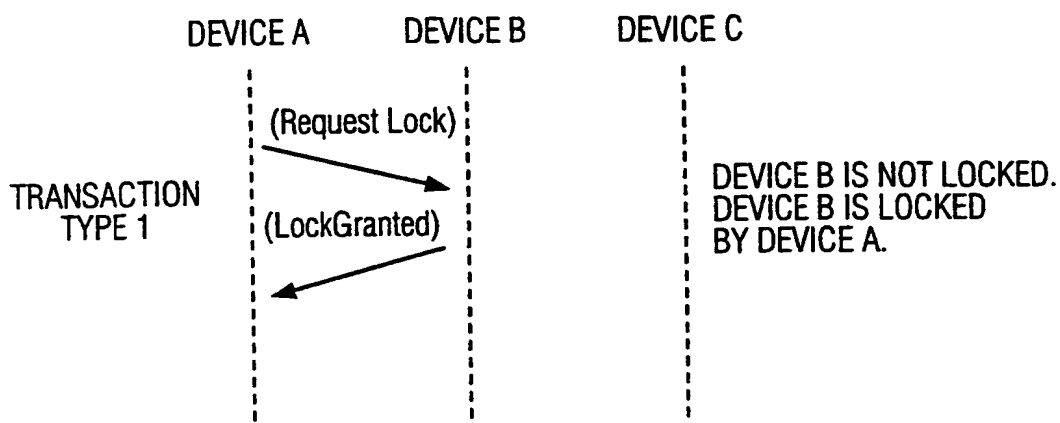 DEVICE A DEVICE B DEVICE C
(Request Lock)
TRANSACTION
TYPE 1
(LockGranted)
DEVICE B IS NOT LOCKED.
DEVICE B IS LOCKED
BY DEVICE A.